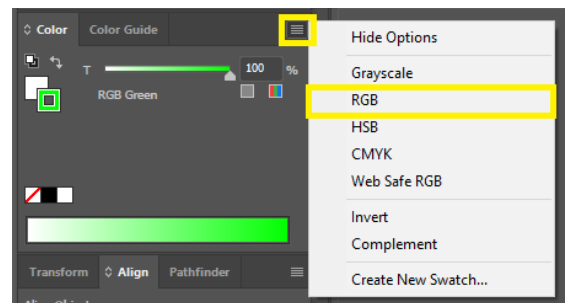 Color Color Guide
T 100 %
RGB Green
Transform Align Pathfinder
Hide Options
Grayscale
RGB
HSB
CMYK
Web Safe RGB
Invert
Complement
Create New Swatch...